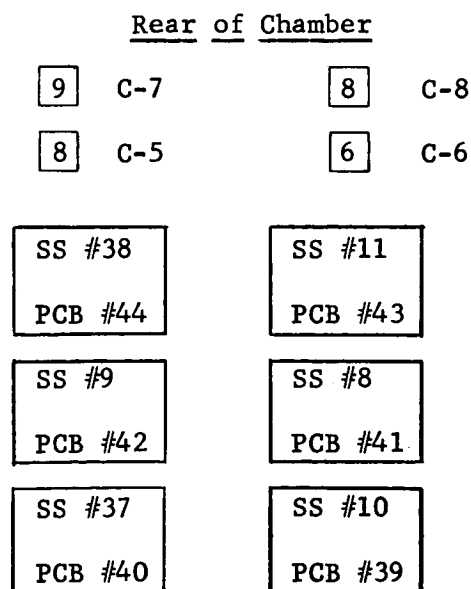 Rear of Chamber
9 C-7 8 C-8
8 C-5 6 C-6
SS #38 SS #11
PCB #44 PCB #43
SS #9 SS #8
PCB #42 PCB #41
SS #37 SS #10
PCB #40 PCB #39